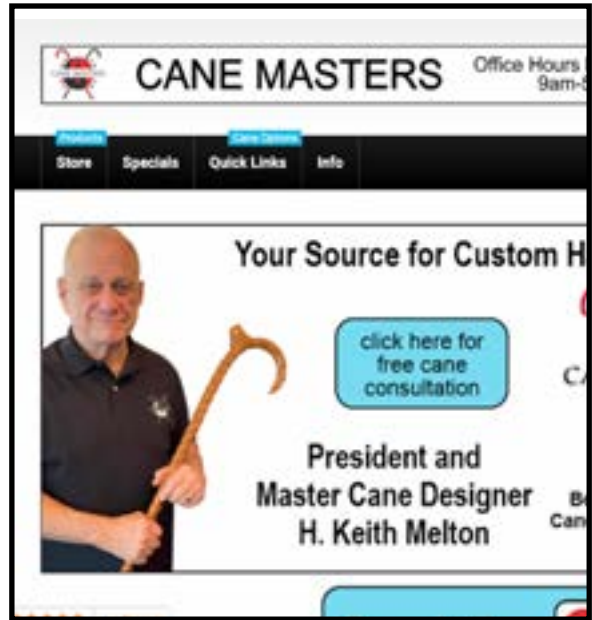 CANE MASTERS
Office Hours
9am-
Products
Cane Options
Store
Specials
Quick Links
Info
Your Source for Custom H
click here for
free cane
consultation
President and
Master Cane Designer
H. Keith Melton